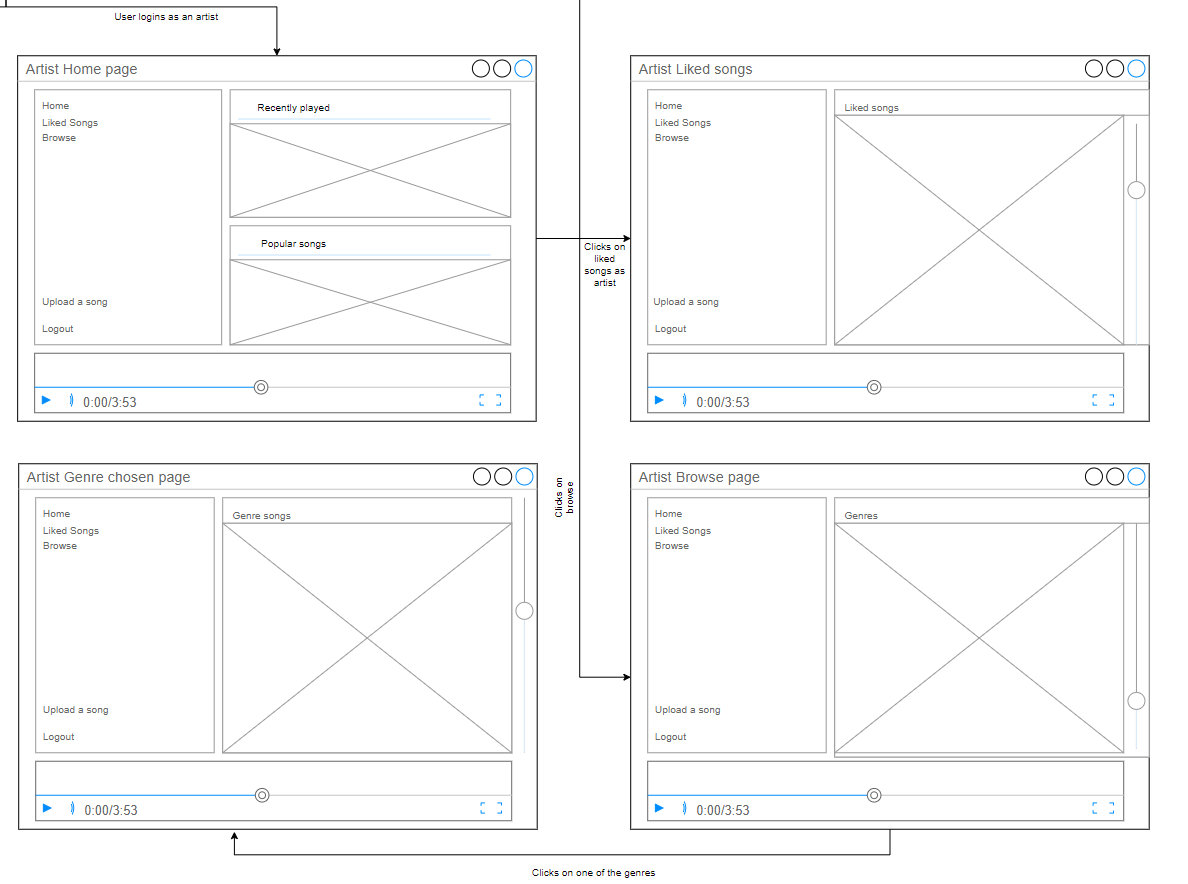 User logins as an artist
Artist Home page
Home
Liked Songs
Browse
Upload a song
Logout
Recently played
Popular songs
0:00/3:53
Clicks on
liked
songs as
artist
Artist Liked songs
Home
Liked Songs
Browse
Upload a song
Logout
Liked songs
0:00/3:53
Artist Genre chosen page
Home
Liked Songs
Browse
Upload a song
Logout
Genre songs
0:00/3:53
Clicks on
browse
Artist Browse page
Home
Liked Songs
Browse
Upload a song
Logout
Genres
0:00/3:53
Clicks on one of the genres